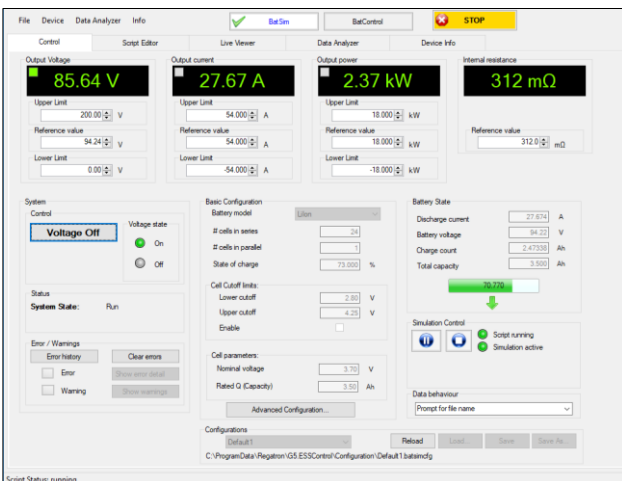 File Device Data Analyzer Info BatSim BatControl STOP
Control Script Editor Live Viewer Data Analyzer Device Info
Output Voltage Output current Output power Internal resistance
85.64 V 27.67 A 2.37 kW 312 mΩ
Upper Limit Upper Limit Upper Limit
200.00 V 54.000 A 18.000 kW
Reference value Reference value Reference value Reference value
94.24 V 54.000 A 18.000 kW 312.0 mΩ
Lower Limit Lower Limit Lower Limit
0.00 V -54.000 A -18.000 kW
System Basic Configuration Battery State
Control Battery model LiIon Discharge current 27.674 A
Voltage Off Voltage state # cells in series 24 Battery voltage 94.22 V
On # cells in parallel 1 Charge count 2.47338 Ah
Off State of charge 73.000 % Total capacity 3.500 Ah
70.770
Status Cell Cutoff limits:
System State: Run Lower cutoff 2.80 V
Upper cutoff 4.25 V Simulation Control
Enable Script running
Simulation active
Error / Warnings Cell parameters:
Error history Clear errors Nominal voltage 3.70 V
Error Show error detail Rated Q (Capacity) 3.50 Ah
Warning Show warnings Data behaviour
Advanced Configuration... Prompt for file name
Configurations
Default1 Reload Load... Save Save As...
C:\ProgramData\Regatron\G5.ESSControl\Configuration\Default1.batsimcfg
Script Status: running